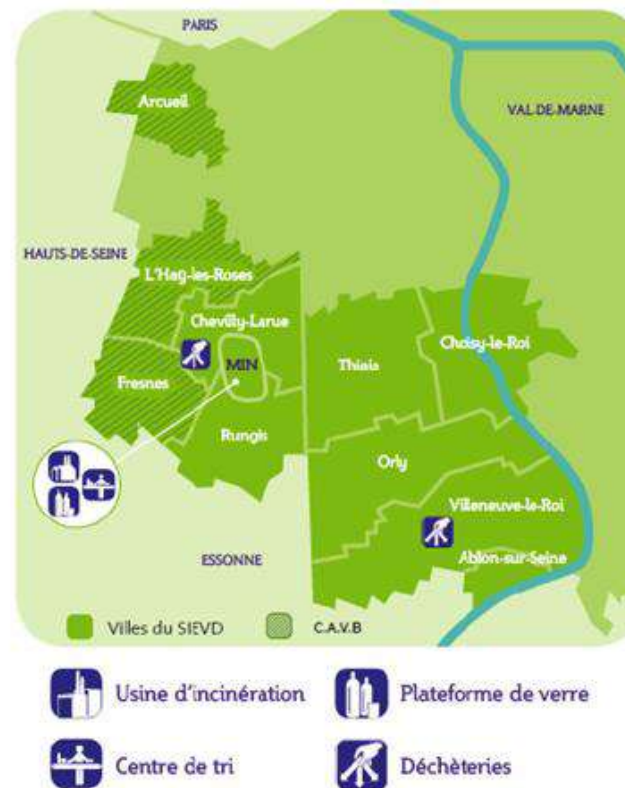 PARIS
Arcueil
VAL-DE-MARNE
HAUTS-DE-SEINE
L'Haÿ-les-Roses
Chevilly-Larue
Choisy-le-Roi
MIN
Thiais
Fresnes
Rungis
Orly
Villeneuve-le-Roi
ESSONNE
Ablon-sur-Seine
Villes du SIEVD
C.A.V.B
Usine d'incinération
Plateforme de verre
Centre de tri
Déchèteries